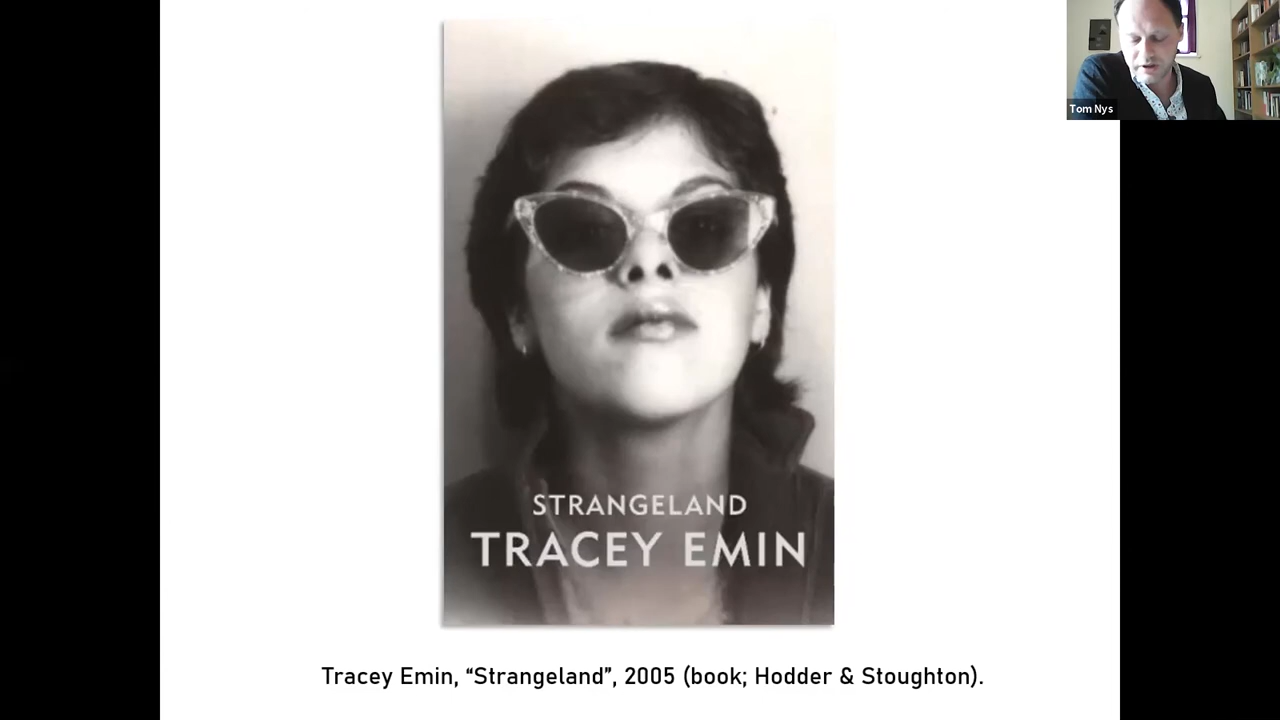 Tom Nys
STRANGELAND
TRACEY EMIN
Tracey Emin, “Strangeland”, 2005 (book; Hodder & Stoughton).